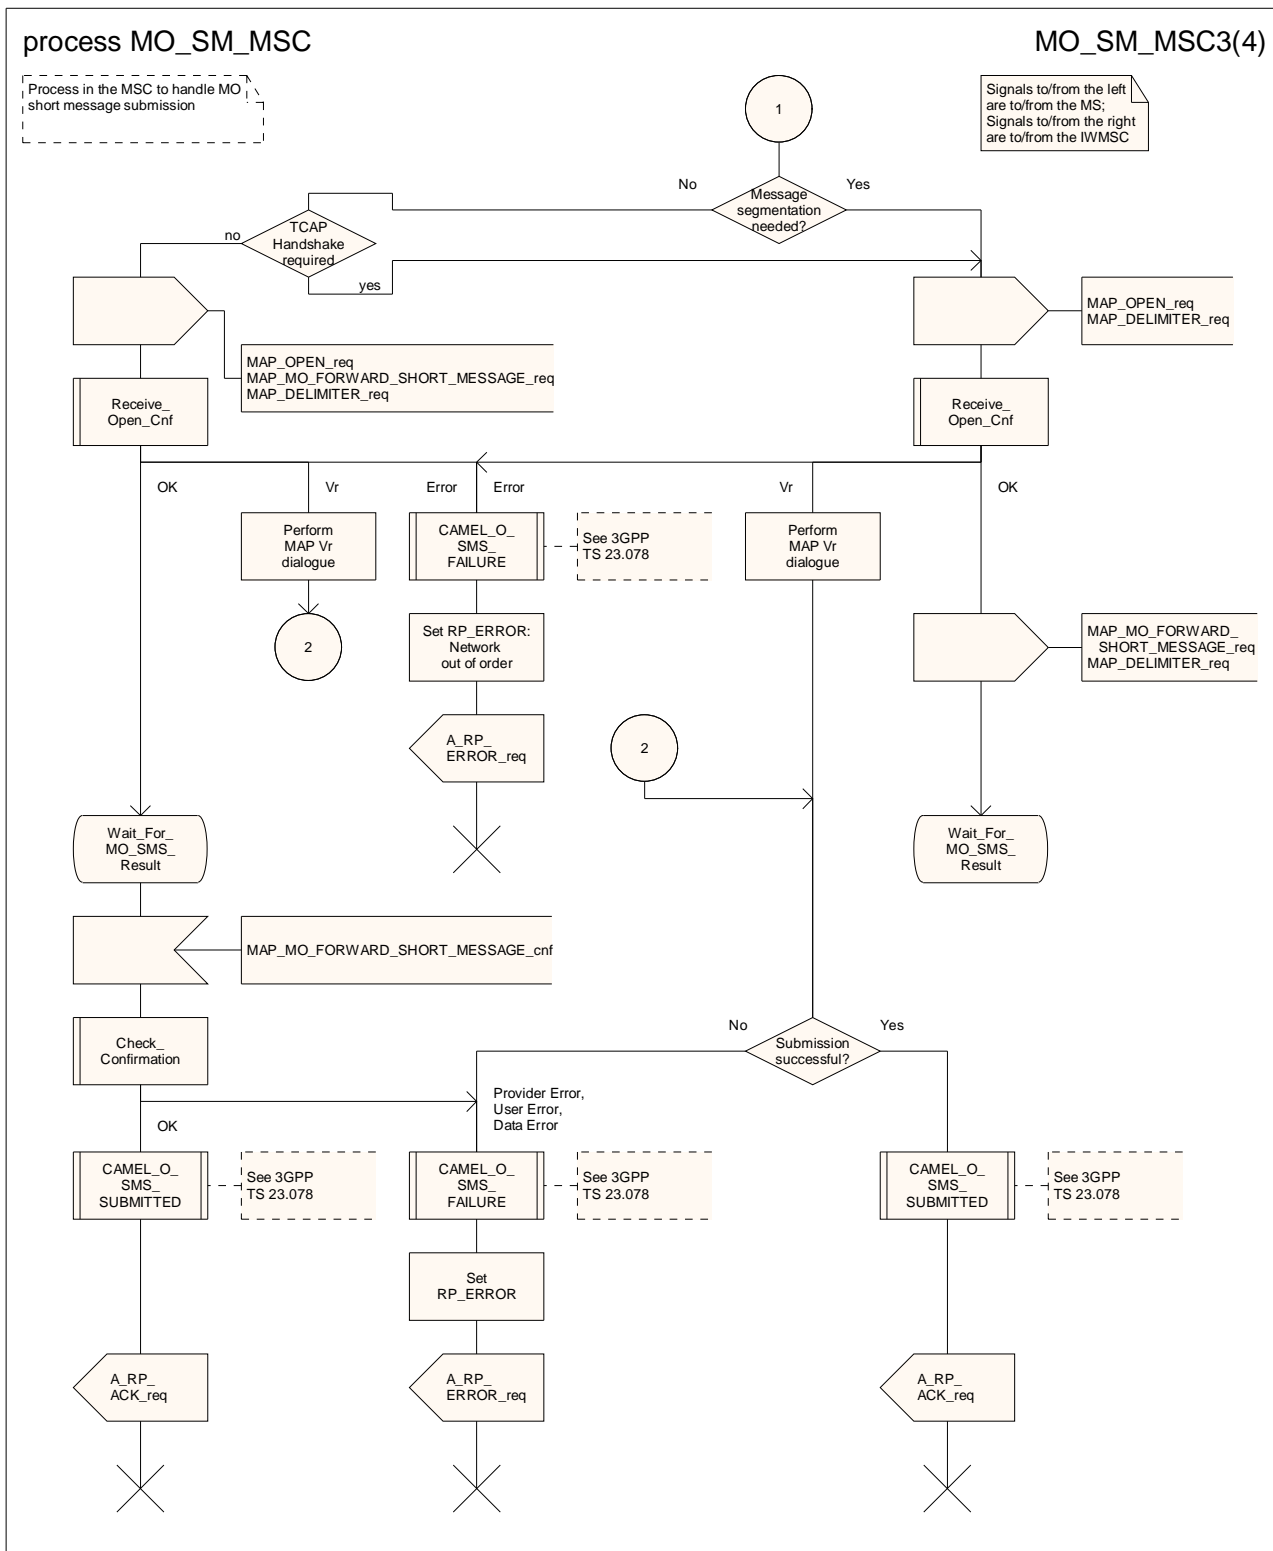 process MO_SM_MSC
MO_SM_MSC3(4)
Process in the MSC to handle MO
short message submission
Signals to/from the left
are to/from the MS;
Signals to/from the right
are to/from the IWMSC
1
No
Yes
Message
segmentation
needed?
no
TCAP
Handshake
required
yes
MAP_OPEN_req
MAP_DELIMITER_req
MAP_OPEN_req
MAP_MO_FORWARD_SHORT_MESSAGE_req
MAP_DELIMITER_req
Receive_
Open_Cnf
Receive_
Open_Cnf
OK
Vr
Error
Error
Vr
OK
Perform
MAP Vr
dialogue
CAMEL_O_
SMS_
FAILURE
See 3GPP
TS 23.078
Perform
MAP Vr
dialogue
2
Set RP_ERROR:
Network
out of order
MAP_MO_FORWARD_
SHORT_MESSAGE_req
MAP_DELIMITER_req
A_RP_
ERROR_req
2
Wait_For_
MO_SMS_
Result
Wait_For_
MO_SMS_
Result
MAP_MO_FORWARD_SHORT_MESSAGE_cnf
Check_
Confirmation
No
Yes
Submission
successful?
Provider Error,
User Error,
Data Error
OK
CAMEL_O_
SMS_
SUBMITTED
See 3GPP
TS 23.078
CAMEL_O_
SMS_
FAILURE
See 3GPP
TS 23.078
CAMEL_O_
SMS_
SUBMITTED
See 3GPP
TS 23.078
Set
RP_ERROR
A_RP_
ACK_req
A_RP_
ERROR_req
A_RP_
ACK_req